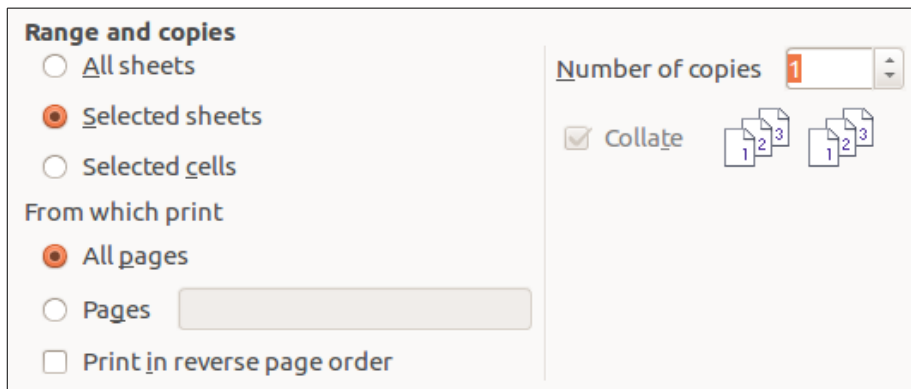 Range and copies
All sheets
Selected sheets
Selected cells
From which print
All pages
Pages
Print in reverse page order
Number of copies 1
Collate 1 2 3 1 2 3